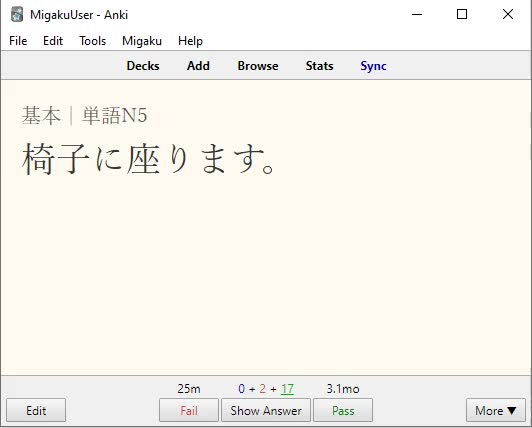 MigakuUser - Anki
File Edit Tools Migaku Help
Decks Add Browse Stats Sync
基本｜単語N5
椅子に座ります。
25m 0 + 2 + 17 3.1mo
Edit Fail Show Answer Pass More ▼